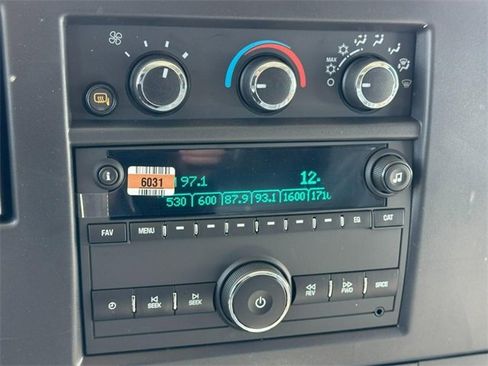 MAX
6031
97.1
530 600 87.9 93.1 1600
FAV MENU EQ CAT
SEEK SEEK REV FWD SRCE